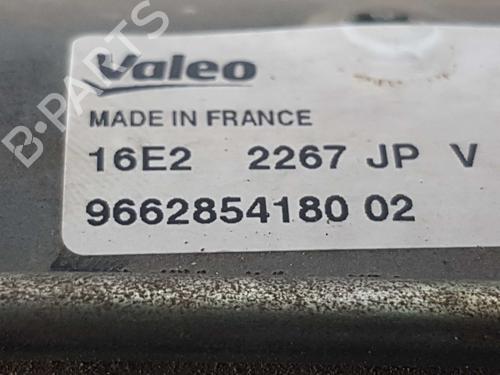 Valeo
MADE IN FRANCE
16E2 2267 JP V
9662854180 02
B-PARTS